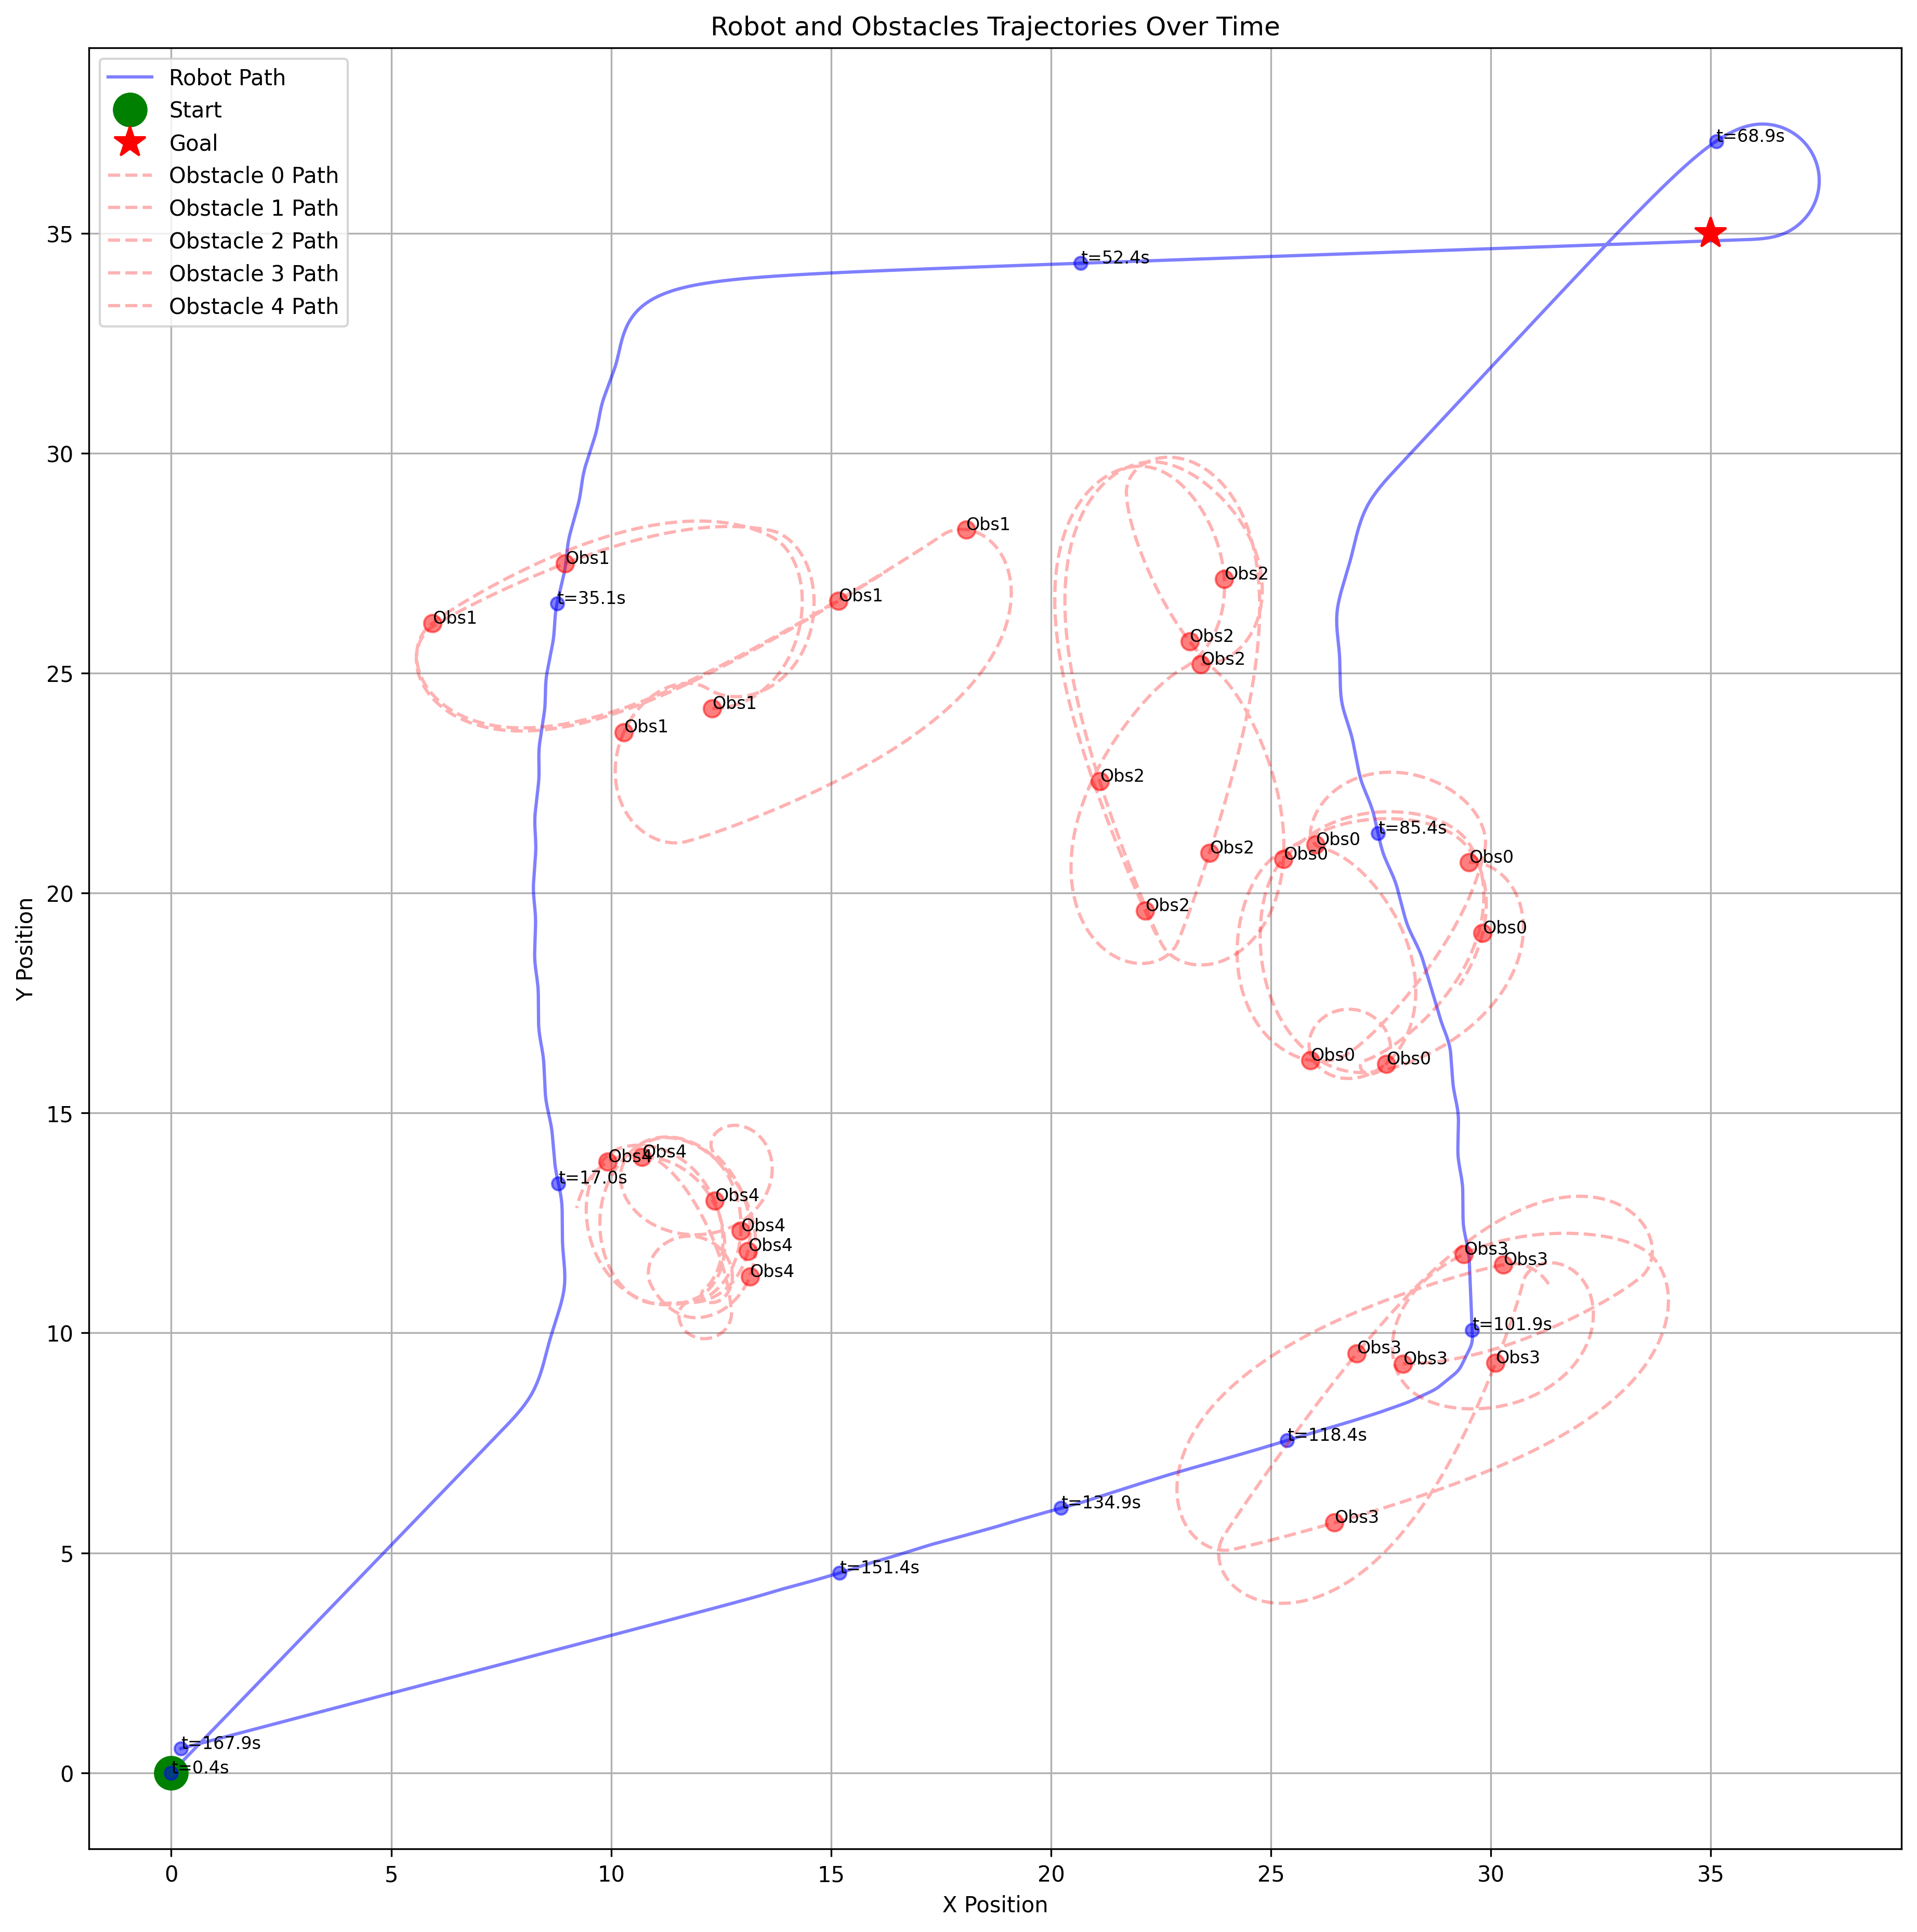 Robot and Obstacles Trajectories Over Time
Robot Path
Start
Goal
Obstacle 0 Path
Obstacle 1 Path
Obstacle 2 Path
Obstacle 3 Path
Obstacle 4 Path
t=68.9s
35
t=52.4s
30
Obs1
Obs1
Obs2
t=35.1s
Obs1
Obs1
Obs2
Obs2
25
Obs1
Obs1
Obs2
t=85.4s
Obs0
Obs2
Obs0
Obs0
20
Obs2
Obs0
Y Position
Obs0
Obs0
15
Obs4
Obs4
t=17.0s
Obs4
Obs4
Obs4
Obs4
Obs3
Obs3
10
t=101.9s
Obs3
Obs3
Obs3
t=118.4s
t=134.9s
Obs3
5
t=151.4s
t=167.9s
0
t=0.4s
0 5 10 15 20 25 30 35
X Position